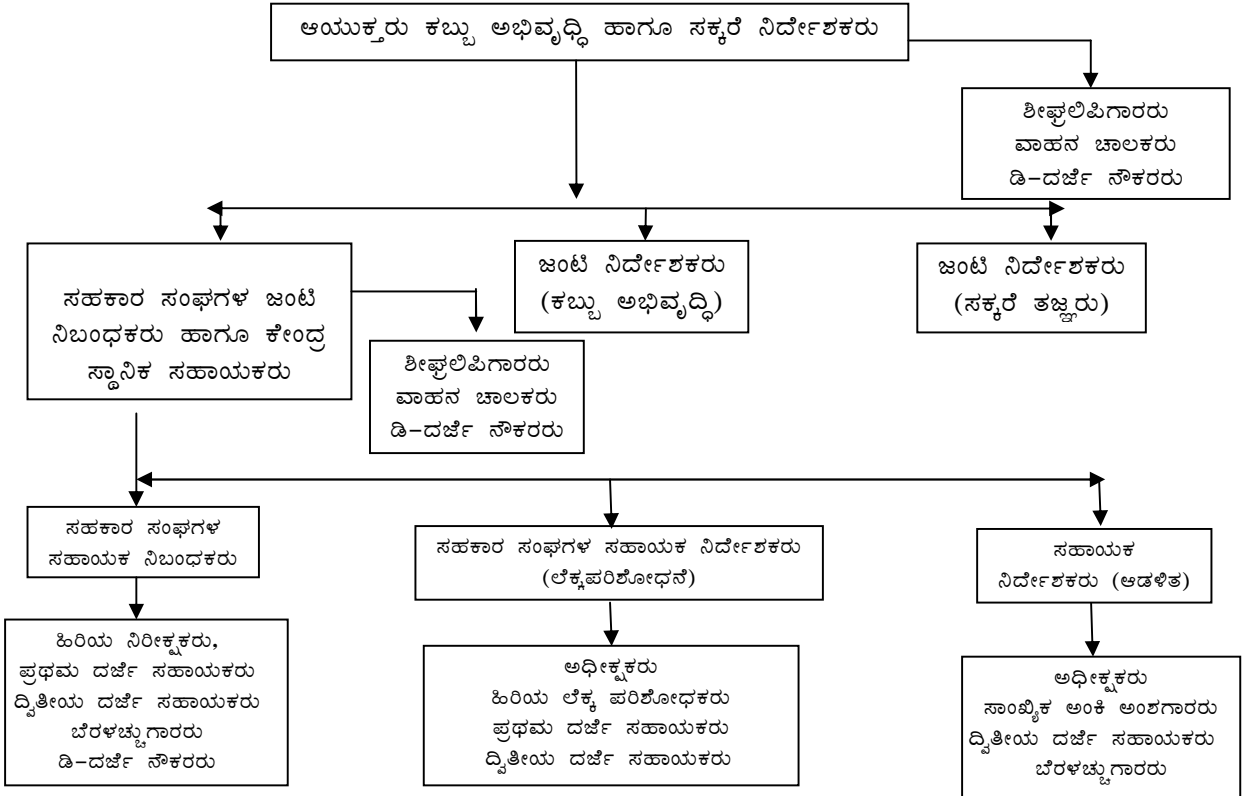 ಆಯುಕ್ತರು ಕಬ್ಬು ಅಭಿವೃಧ್ಧಿ ಹಾಗೂ ಸಕ್ಕರೆ ನಿರ್ದೇಶಕರು
ಶೀಘ್ರಲಿಪಿಗಾರರು
ವಾಹನ ಚಾಲಕರು
ಡಿ–ದರ್ಜೆ ನೌಕರರು
ಸಹಕಾರ ಸಂಘಗಳ ಜಂಟಿ
ನಿಬಂಧಕರು ಹಾಗೂ ಕೇಂದ್ರ
ಸ್ಥಾನಿಕ ಸಹಾಯಕರು
ಜಂಟಿ ನಿರ್ದೇಶಕರು
(ಕಬ್ಬು ಅಭಿವೃದ್ಧಿ)
ಜಂಟಿ ನಿರ್ದೇಶಕರು
(ಸಕ್ಕರೆ ತಜ್ಞರು)
ಶೀಘ್ರಲಿಪಿಗಾರರು
ವಾಹನ ಚಾಲಕರು
ಡಿ–ದರ್ಜೆ ನೌಕರರು
ಸಹಕಾರ ಸಂಘಗಳ
ಸಹಾಯಕ ನಿಬಂಧಕರು
ಸಹಕಾರ ಸಂಘಗಳ ಸಹಾಯಕ ನಿರ್ದೇಶಕರು
(ಲೆಕ್ಕಪರಿಶೋಧನೆ)
ಸಹಾಯಕ
ನಿರ್ದೇಶಕರು (ಆಡಳಿತ)
ಹಿರಿಯ ನಿರೀಕ್ಷಕರು,
ಪ್ರಥಮ ದರ್ಜೆ ಸಹಾಯಕರು
ದ್ವಿತೀಯ ದರ್ಜೆ ಸಹಾಯಕರು
ಬೆರಳಚ್ಚುಗಾರರು
ಡಿ–ದರ್ಜೆ ನೌಕರರು
ಅಧೀಕ್ಷಕರು
ಹಿರಿಯ ಲೆಕ್ಕ ಪರಿಶೋಧಕರು
ಪ್ರಥಮ ದರ್ಜೆ ಸಹಾಯಕರು
ದ್ವಿತೀಯ ದರ್ಜೆ ಸಹಾಯಕರು
ಅಧೀಕ್ಷಕರು
ಸಾಂಖ್ಯಿಕ ಅಂಕಿ ಅಂಶಗಾರರು
ದ್ವಿತೀಯ ದರ್ಜೆ ಸಹಾಯಕರು
ಬೆರಳಚ್ಚುಗಾರರು